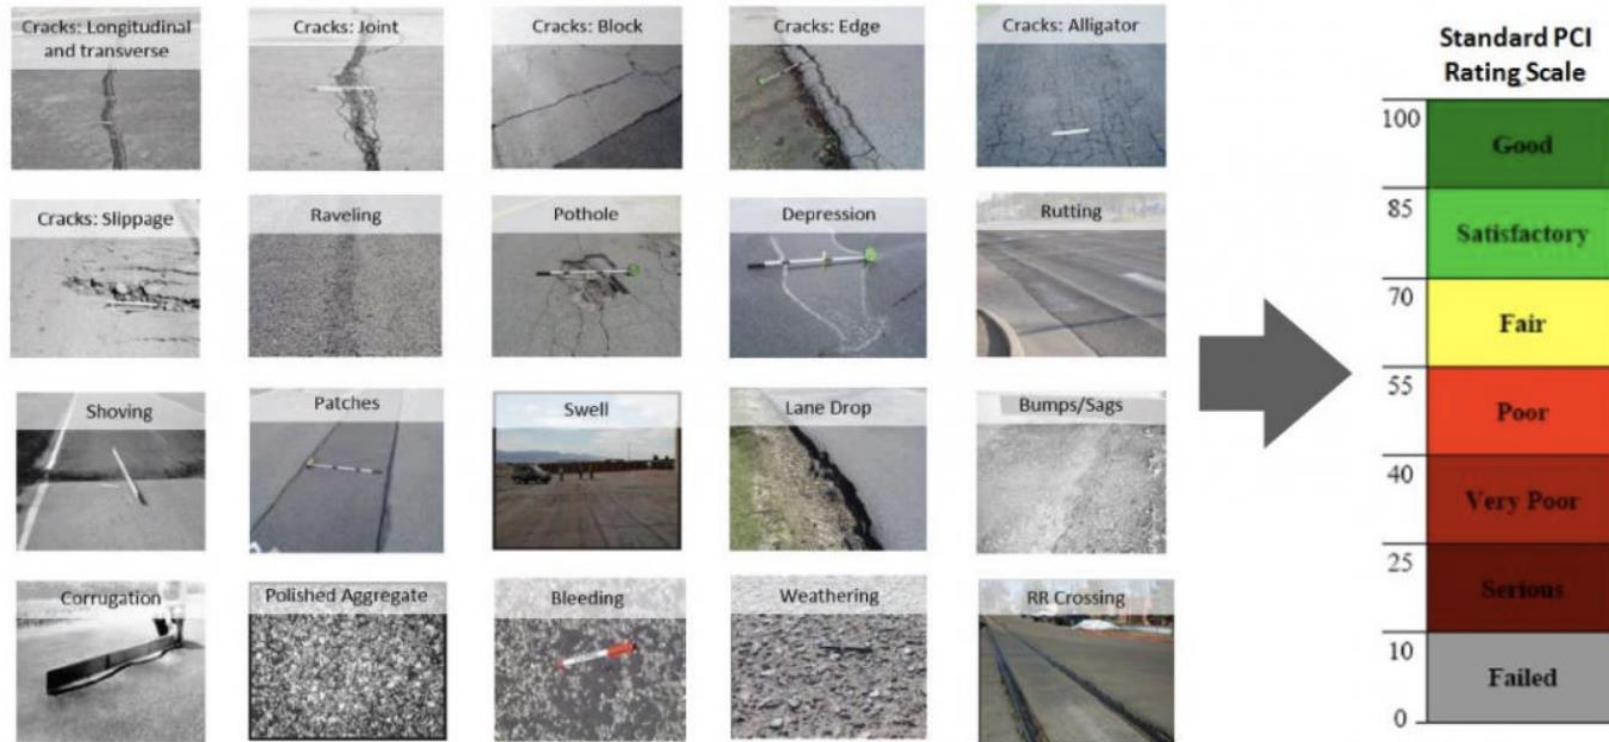 Cracks: Longitudinal
and transverse
Cracks: Joint
Cracks: Block
Cracks: Edge
Cracks: Alligator
Cracks: Slippage
Raveling
Pothole
Depression
Rutting
Shoving
Patches
Swell
Lane Drop
Bumps/Sags
Corrugation
Polished Aggregate
Bleeding
Weathering
RR Crossing
Standard PCI
Rating Scale
100
Good
85
Satisfactory
70
Fair
55
Poor
40
Very Poor
25
Serious
10
Failed
0